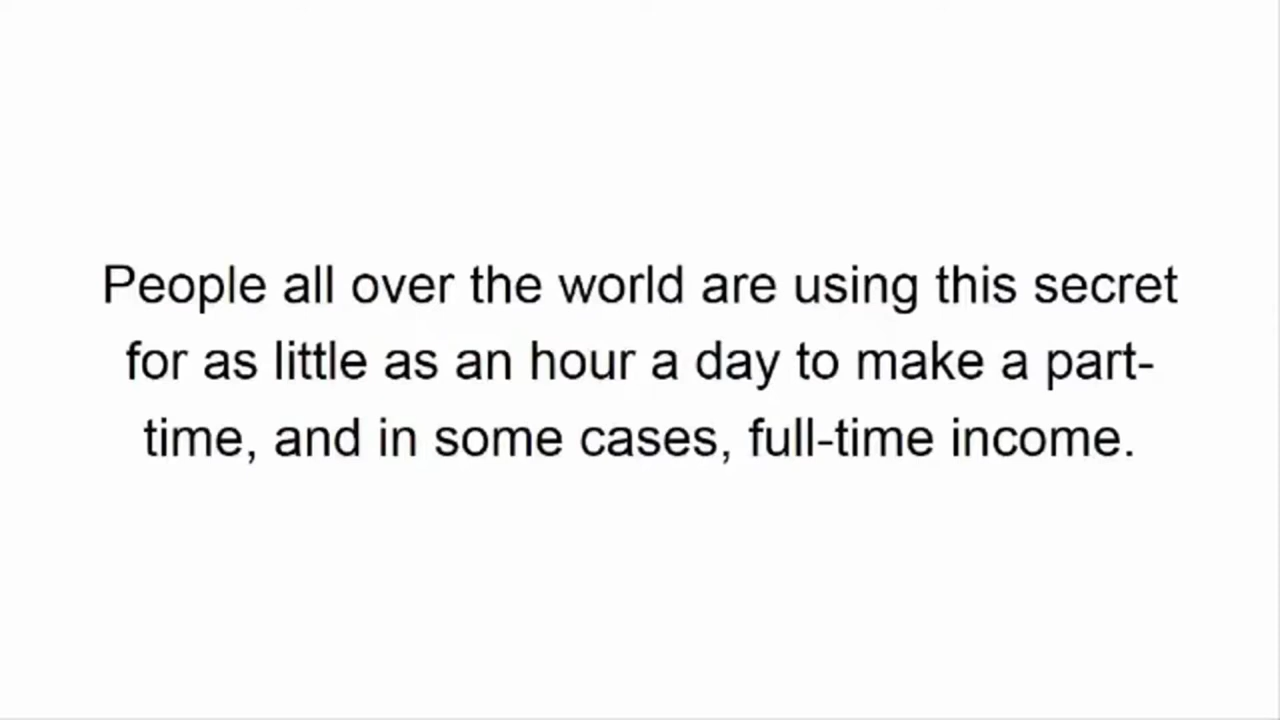 People all over the world are using this secret
for as little as an hour a day to make a part-
time, and in some cases, full-time income.